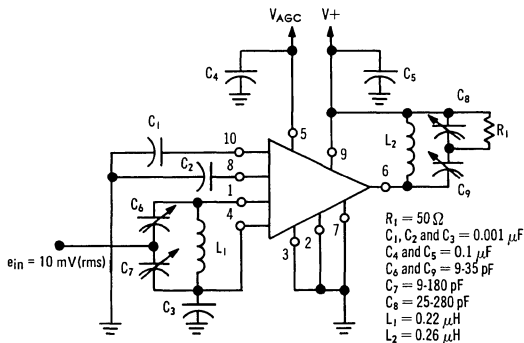 V_AGC V+
C₄ C₅
C₈
C₁ R₁
10 5 L₂
C₂ 8 9
1 6
C₆ 4 C₉
L₁ 3 2 7
e_in = 10 mV(rms) C₇
C₃
R₁ = 50 Ω
C₁, C₂ and C₃ = 0.001 μF
C₄ and C₅ = 0.1 μF
C₆ and C₉ = 9-35 pF
C₇ = 9-180 pF
C₈ = 25-280 pF
L₁ = 0.22 μH
L₂ = 0.26 μH